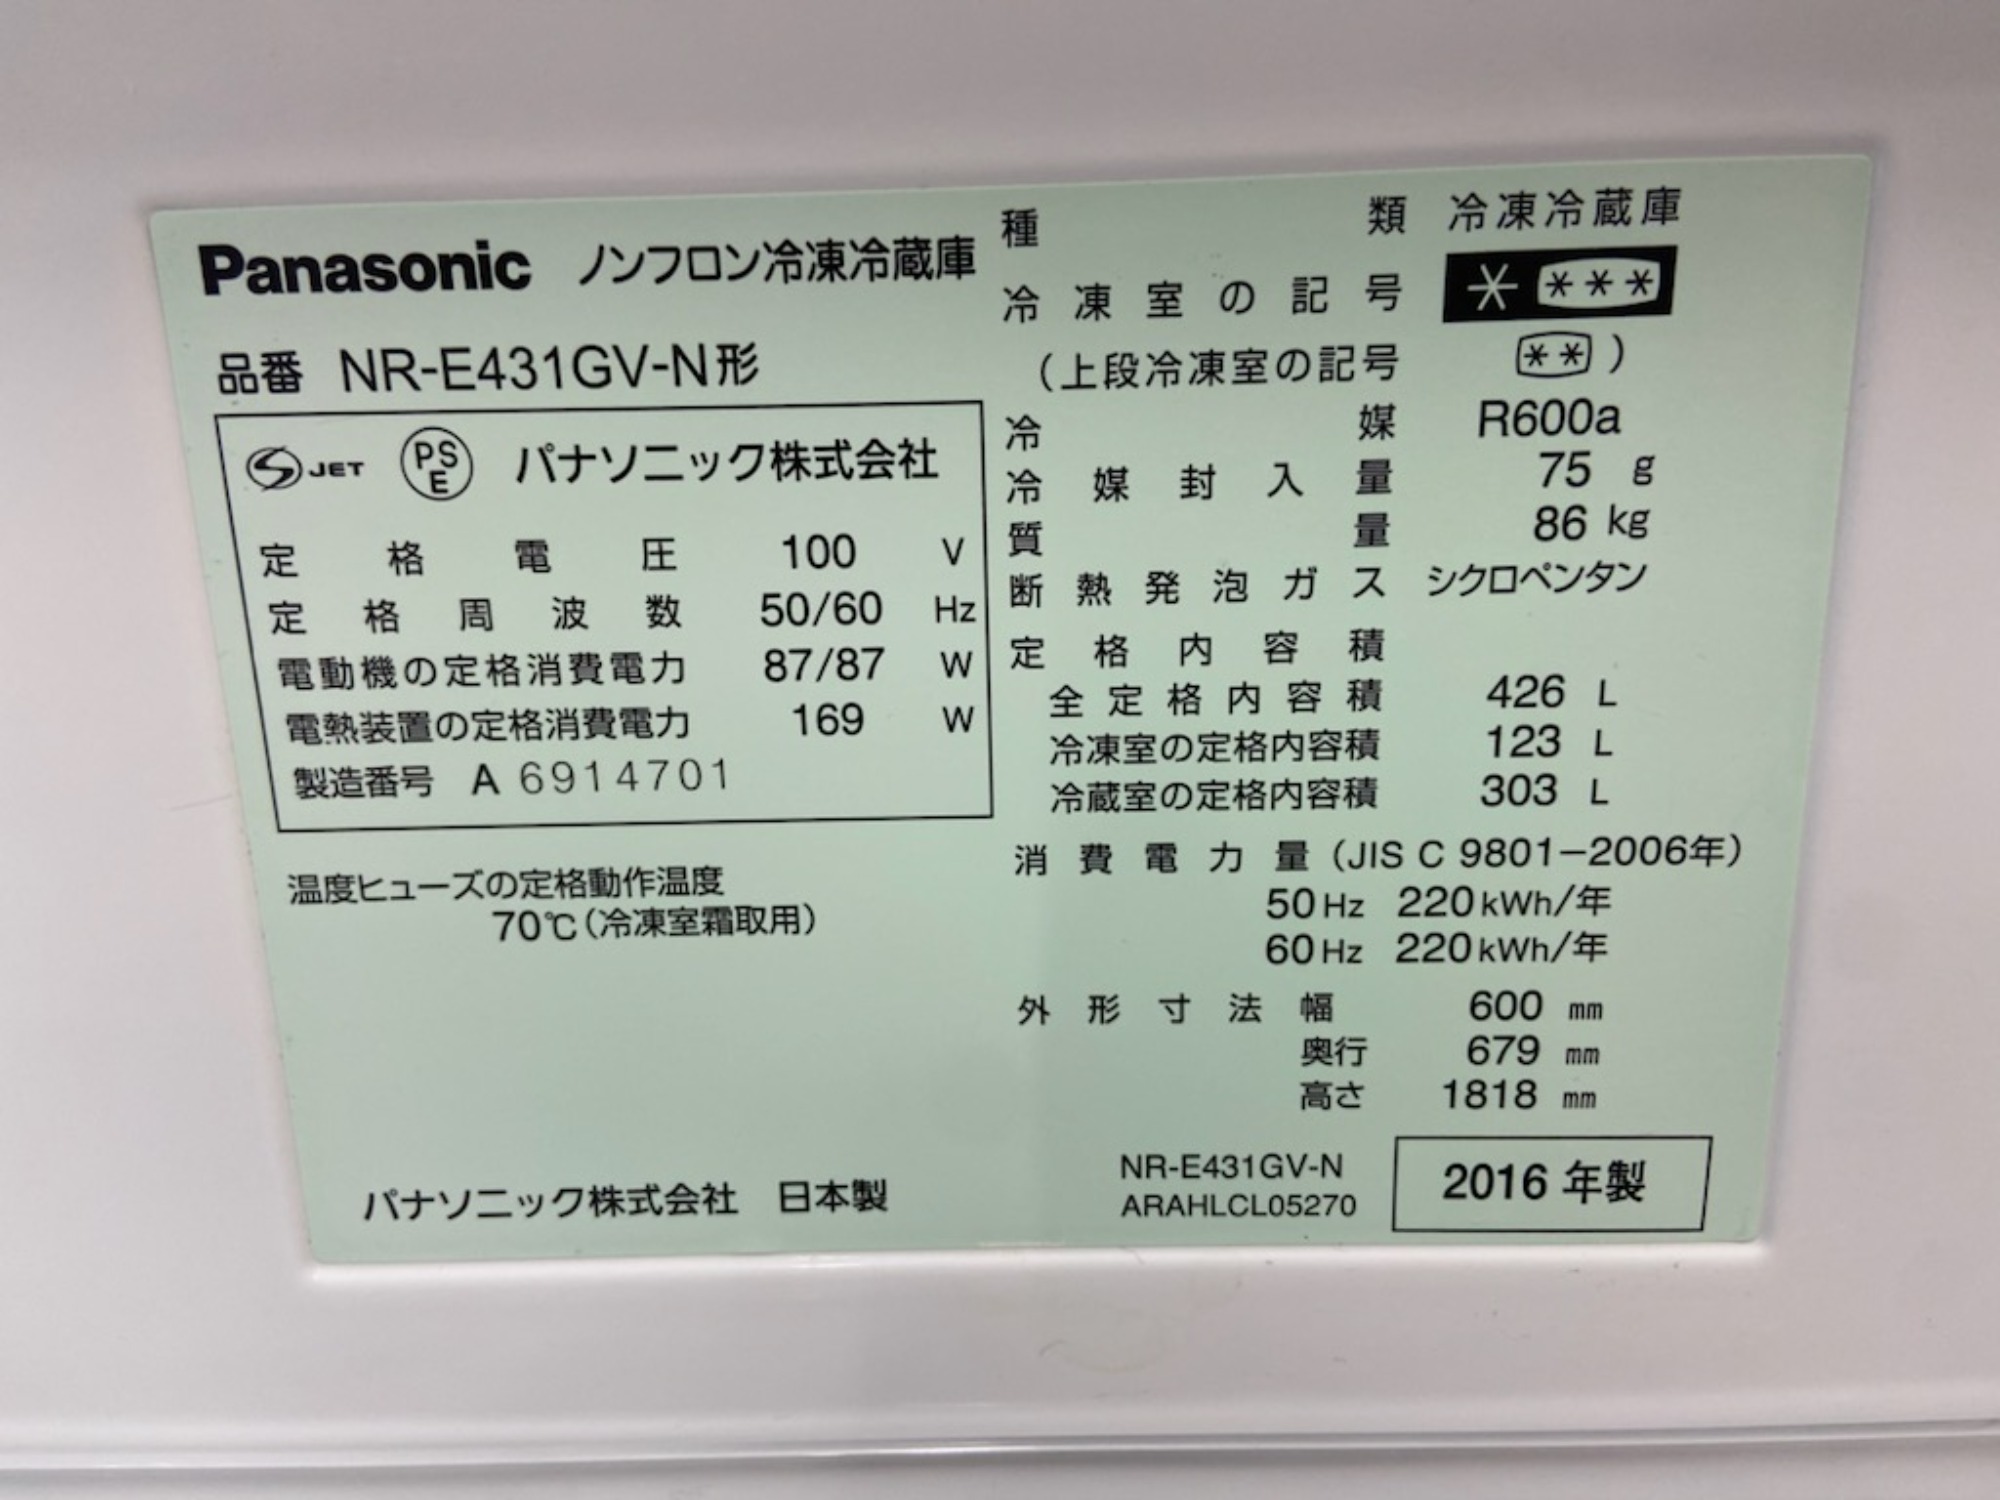 Panasonic ノンフロン冷凍冷蔵庫
品番 NR-E431GV-N形
JET PSE パナソニック株式会社
定格電圧 100 V
定格周波数 50/60 Hz
電動機の定格消費電力 87/87 W
電熱装置の定格消費電力 169 W
製造番号 A 6914701
温度ヒューズの定格動作温度
70℃(冷凍室霜取用)
パナソニック株式会社 日本製
種類 冷凍冷蔵庫
冷凍室の記号 * ***
(上段冷凍室の記号 **)
冷媒 R600a
冷媒封入量 75 g
質量 86 kg
断熱発泡ガス シクロペンタン
定格内容積
全定格内容積 426 L
冷凍室の定格内容積 123 L
冷蔵室の定格内容積 303 L
消費電力量(JIS C 9801-2006年)
50Hz 220kWh/年
60Hz 220kWh/年
外形寸法幅 600 mm
奥行 679 mm
高さ 1818 mm
NR-E431GV-N
ARAHLCL05270
2016年製